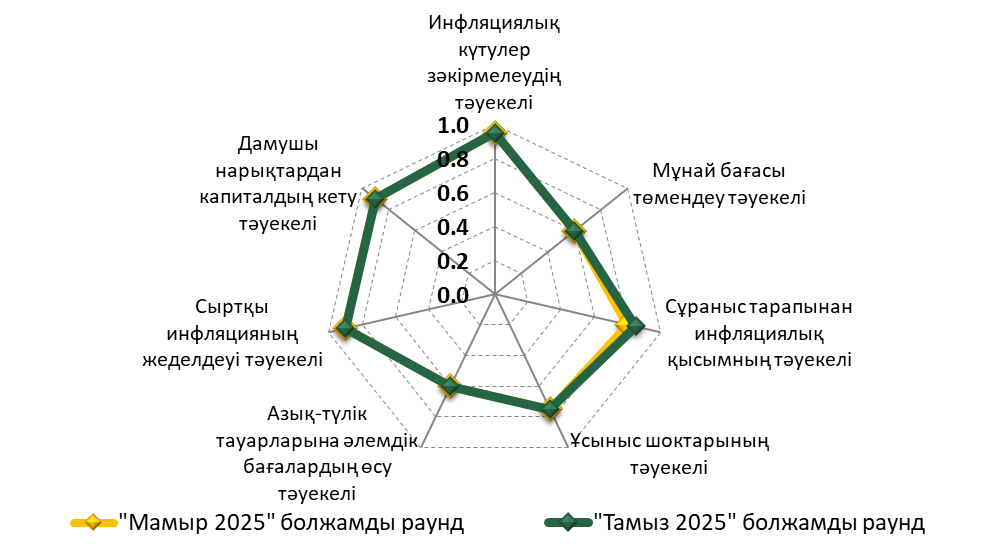 Инфляциялық
күтулер
зәкірмелеудің
тәуекелі
1.0
0.8
0.6
0.4
0.2
0.0
Мұнай бағасы
төмендеу тәуекелі
Сұраныс тарапынан
инфляциялық
қысымның тәуекелі
Ұсыныс шоктарының
тәуекелі
Азық-түлік
тауарларына әлемдік
бағалардың өсу
тәуекелі
Сыртқы
инфляцияның
жеделдеуі тәуекелі
Дамушы
нарықтардан
капиталдың кету
тәуекелі
"Мамыр 2025" болжамды раунд
"Тамыз 2025" болжамды раунд